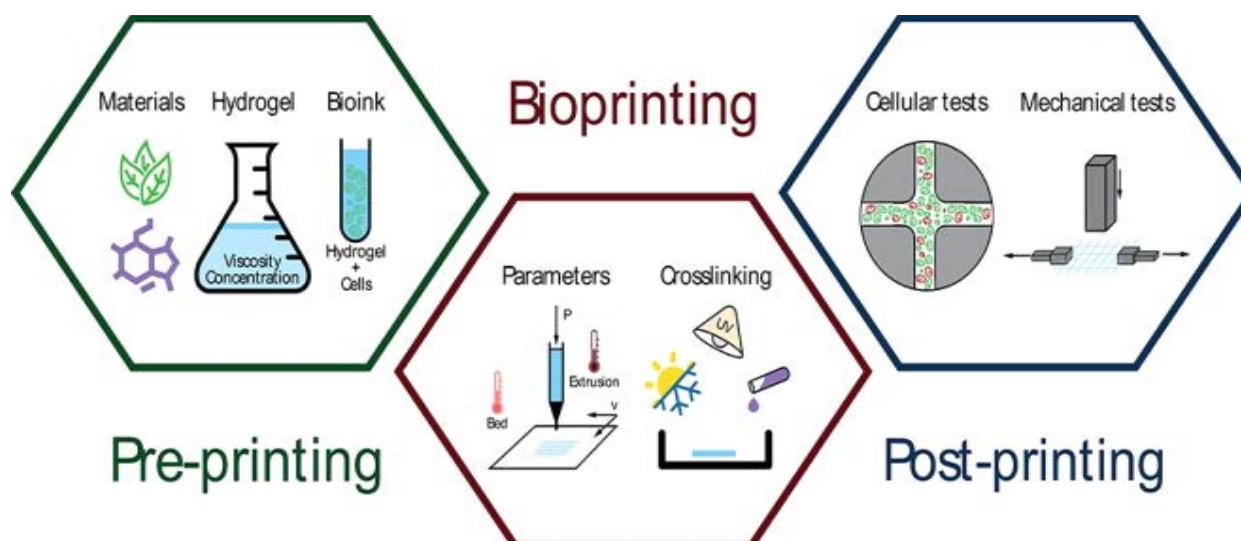 Materials
Hydrogel
Bioink
Viscosity
Concentration
Hydrogel
+
Cells
Pre-printing
Bioprinting
Parameters
Crosslinking
P
Extrusion
Bed
v
UV
Cellular tests
Mechanical tests
Post-printing